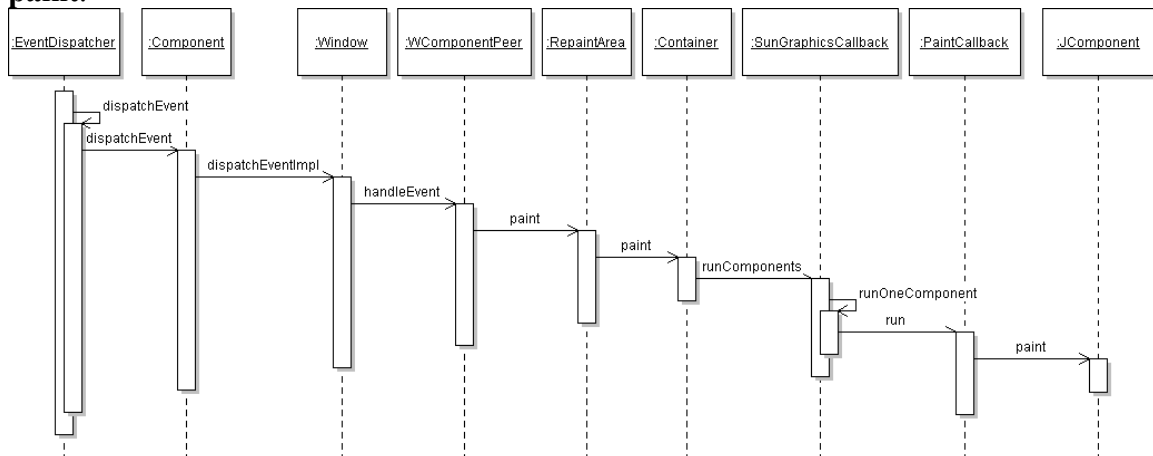 paint.
:EventDispatcher :Component :Window :WComponentPeer :RepaintArea :Container :SunGraphicsCallback :PaintCallback :JComponent
dispatchEvent
dispatchEvent
dispatchEventImpl
handleEvent
paint
paint
runComponents
runOneComponent
run
paint